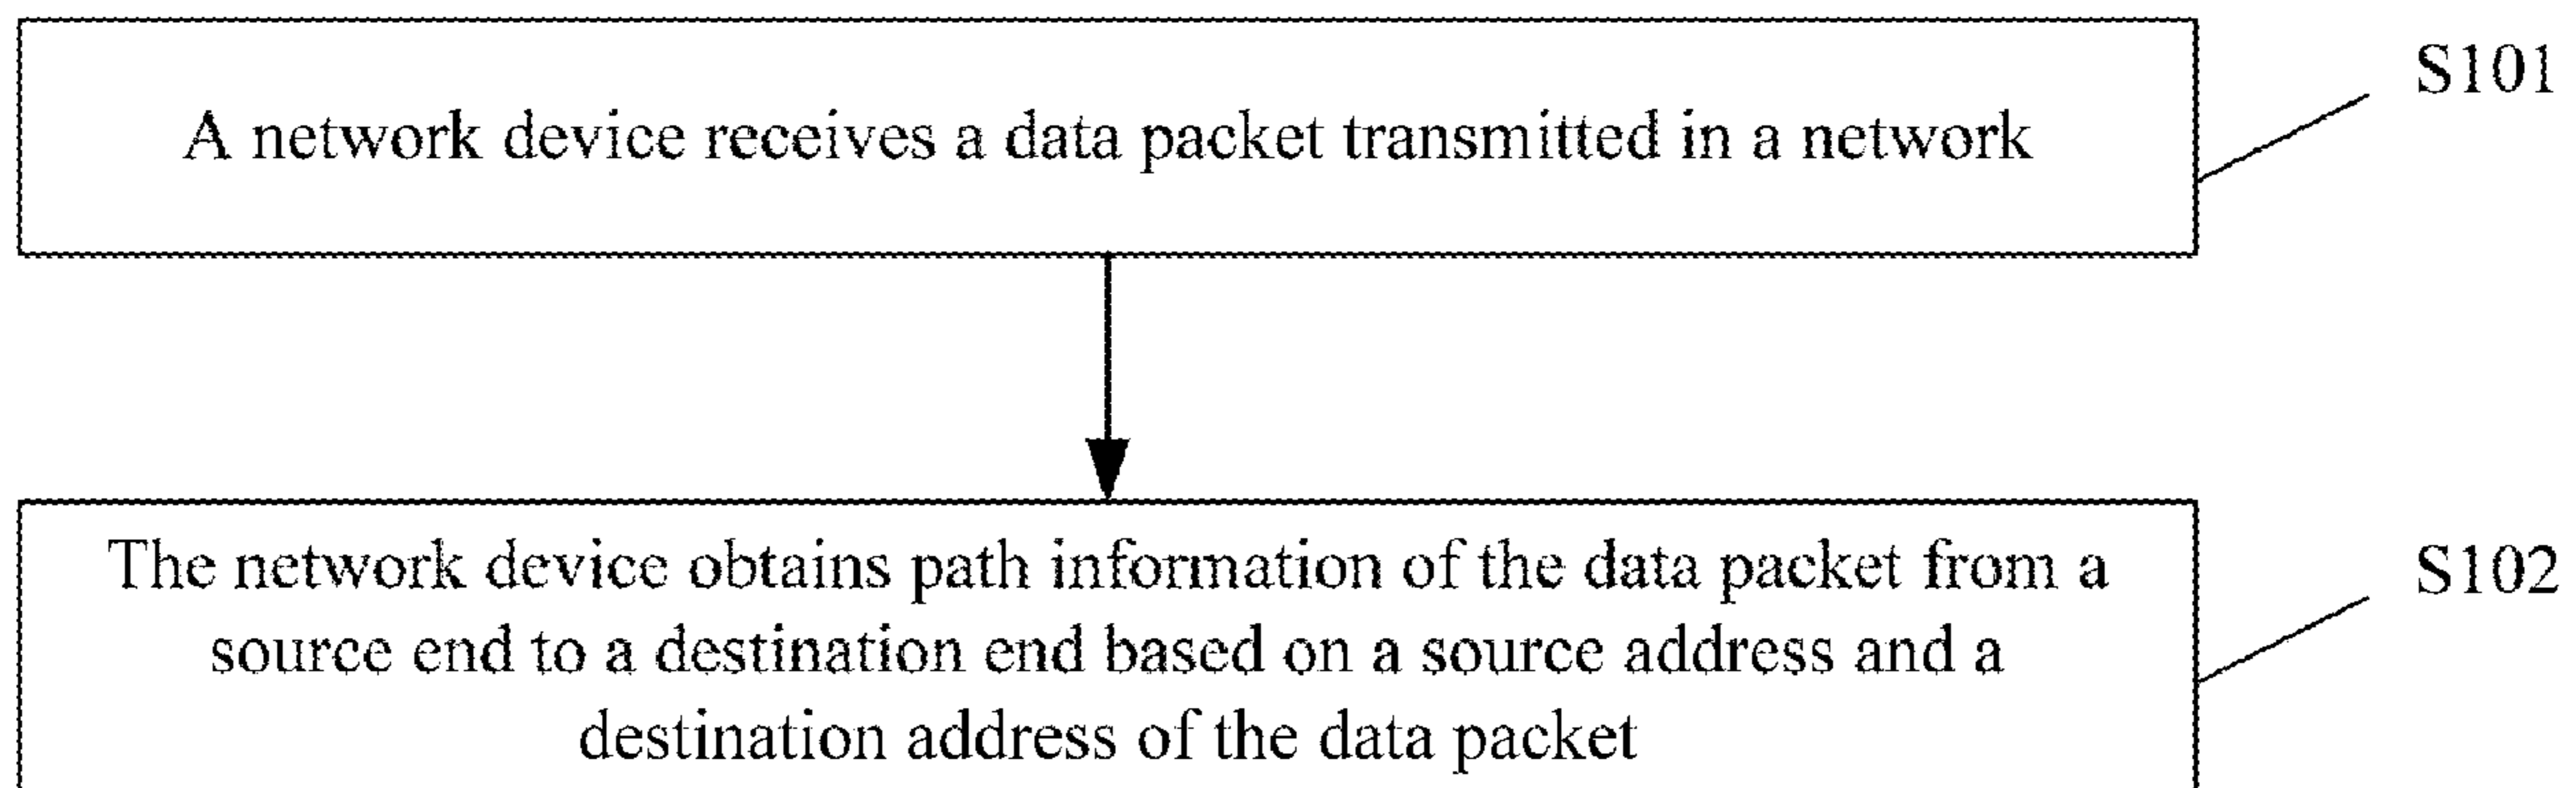 A network device receives a data packet transmitted in a network
S101
The network device obtains path information of the data packet from a
source end to a destination end based on a source address and a
destination address of the data packet
S102